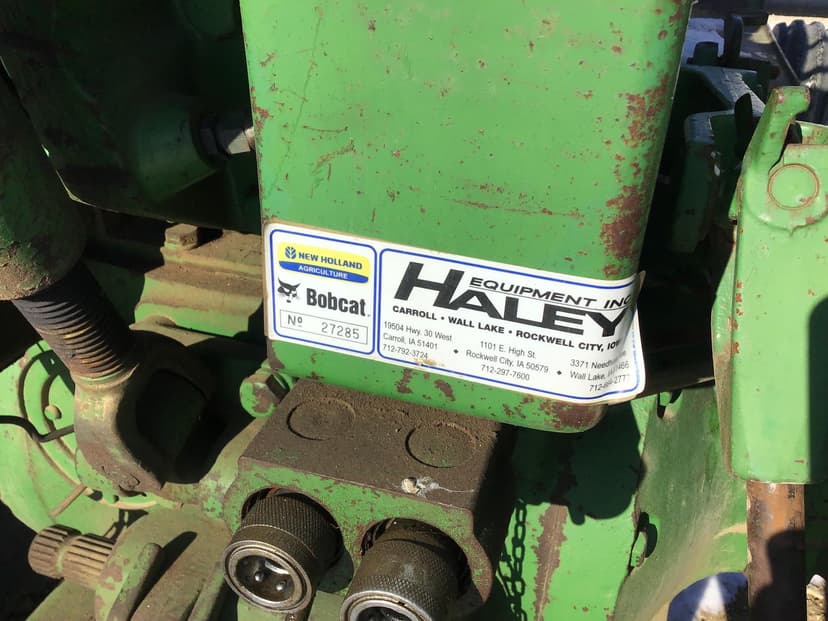 NEW HOLLAND
AGRICULTURE
Bobcat
Nº 27285
HALEY
EQUIPMENT INC
CARROLL • WALL LAKE • ROCKWELL CITY,
19504 Hwy. 30 West
Carroll, IA 51401
712-792-3724
1101 E. High St.
Rockwell City, IA 50579
712-297-7600
3371
Wall Lake,